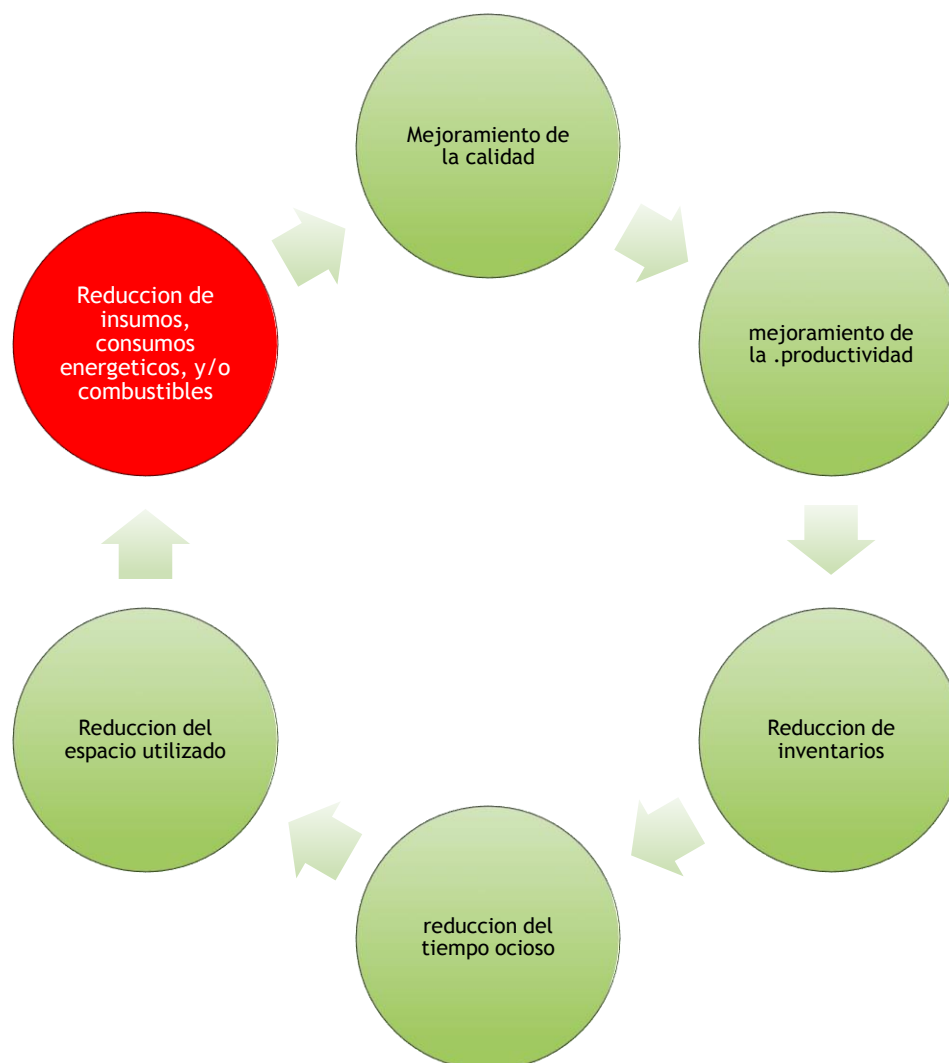 Mejoramiento de
la calidad
mejoramiento de
la .productividad
Reduccion de
inventarios
reduccion del
tiempo ocioso
Reduccion del
espacio utilizado
Reduccion de
insumos,
consumos
energeticos, y/o
combustibles